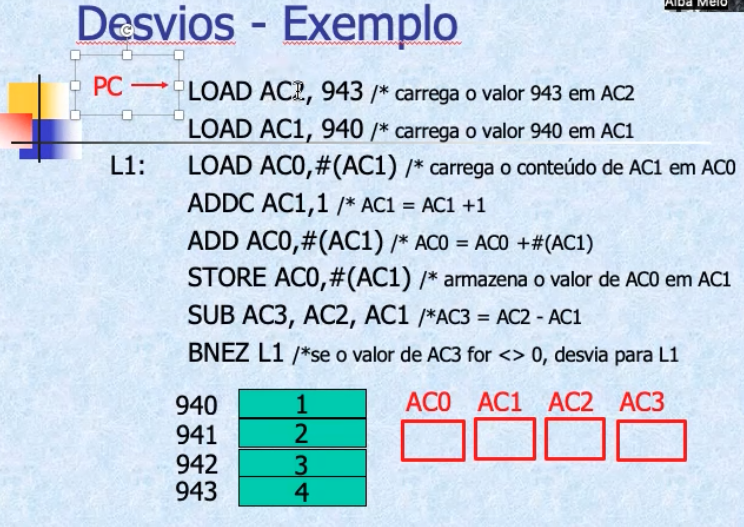 Alba Melo
Desvios - Exemplo
PC
LOAD AC2, 943 /* carrega o valor 943 em AC2
LOAD AC1, 940 /* carrega o valor 940 em AC1
L1: LOAD AC0,#(AC1) /* carrega o conteúdo de AC1 em AC0
ADDC AC1,1 /* AC1 = AC1 +1
ADD AC0,#(AC1) /* AC0 = AC0 +#(AC1)
STORE AC0,#(AC1) /* armazena o valor de AC0 em AC1
SUB AC3, AC2, AC1 /*AC3 = AC2 - AC1
BNEZ L1 /*se o valor de AC3 for <> 0, desvia para L1
940 1 AC0 AC1 AC2 AC3
941 2
942 3
943 4